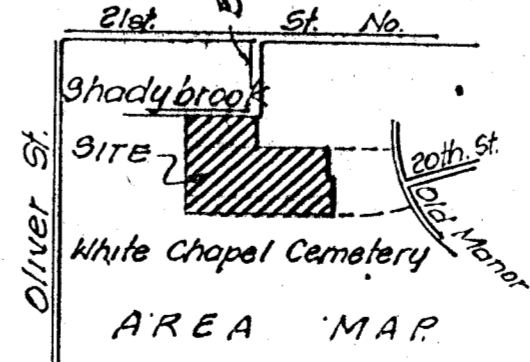 21st. St. No.
Shadybrook
SITE
20th. St.
Old Manor
Oliver St.
White Chapel Cemetery
AREA MAP